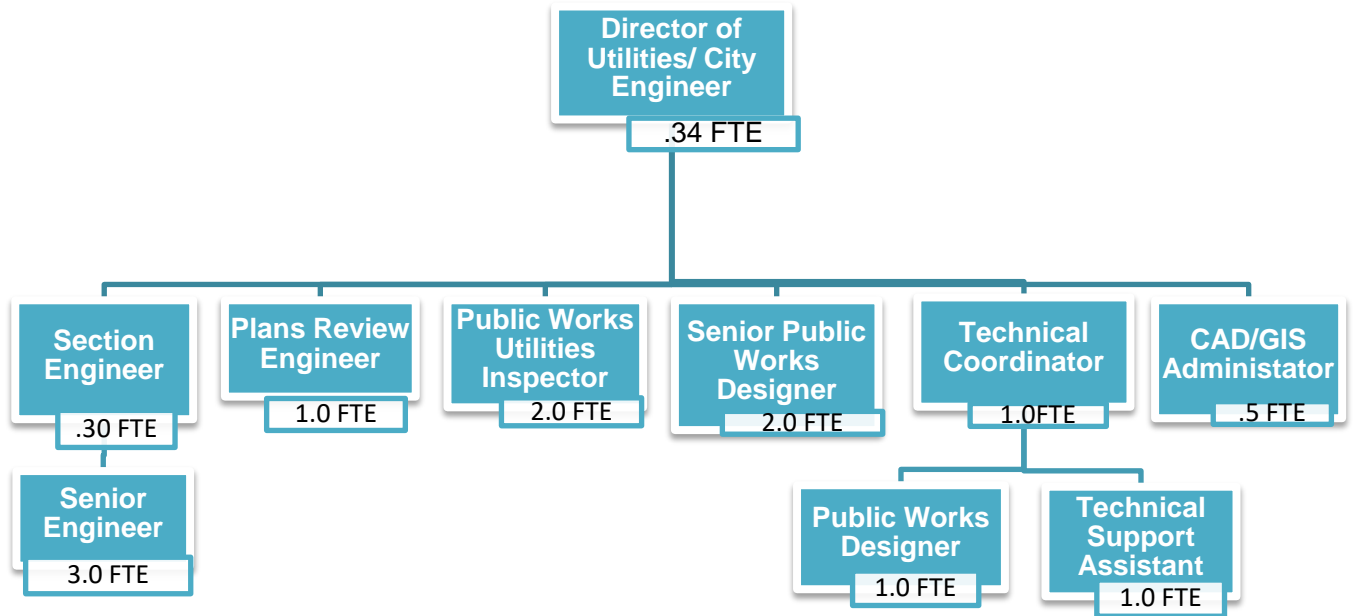 Director of
Utilities/ City
Engineer
.34 FTE
Section
Engineer
.30 FTE
Plans Review
Engineer
1.0 FTE
Public Works
Utilities
Inspector
2.0 FTE
Senior Public
Works
Designer
2.0 FTE
Technical
Coordinator
1.0FTE
CAD/GIS
Administator
.5 FTE
Senior
Engineer
3.0 FTE
Public Works
Designer
1.0 FTE
Technical
Support
Assistant
1.0 FTE